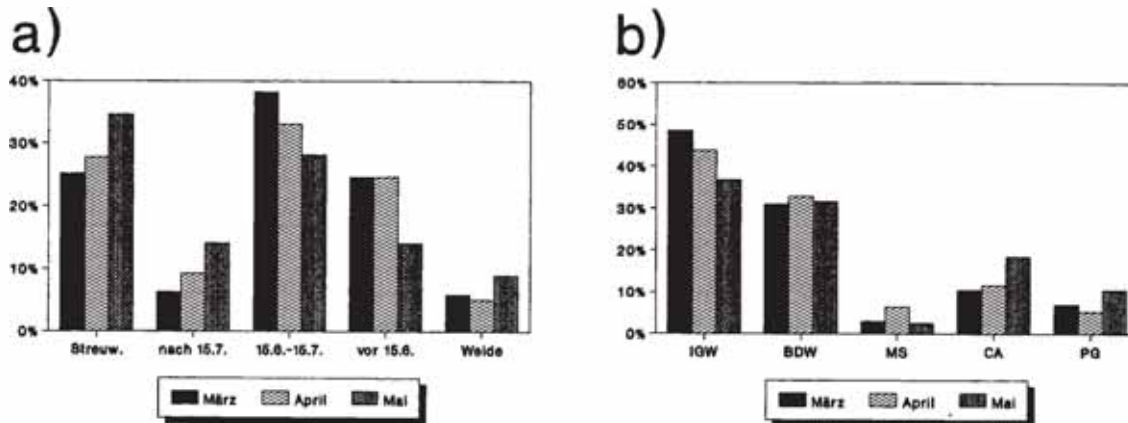 a)
40%
30%
20%
10%
0%
Streuw. nach 15.7. 15.6.-15.7. vor 15.6. Weide
März April Mai
b)
60%
50%
40%
30%
20%
10%
0%
IGW BDW MS CA PG
März April Mai